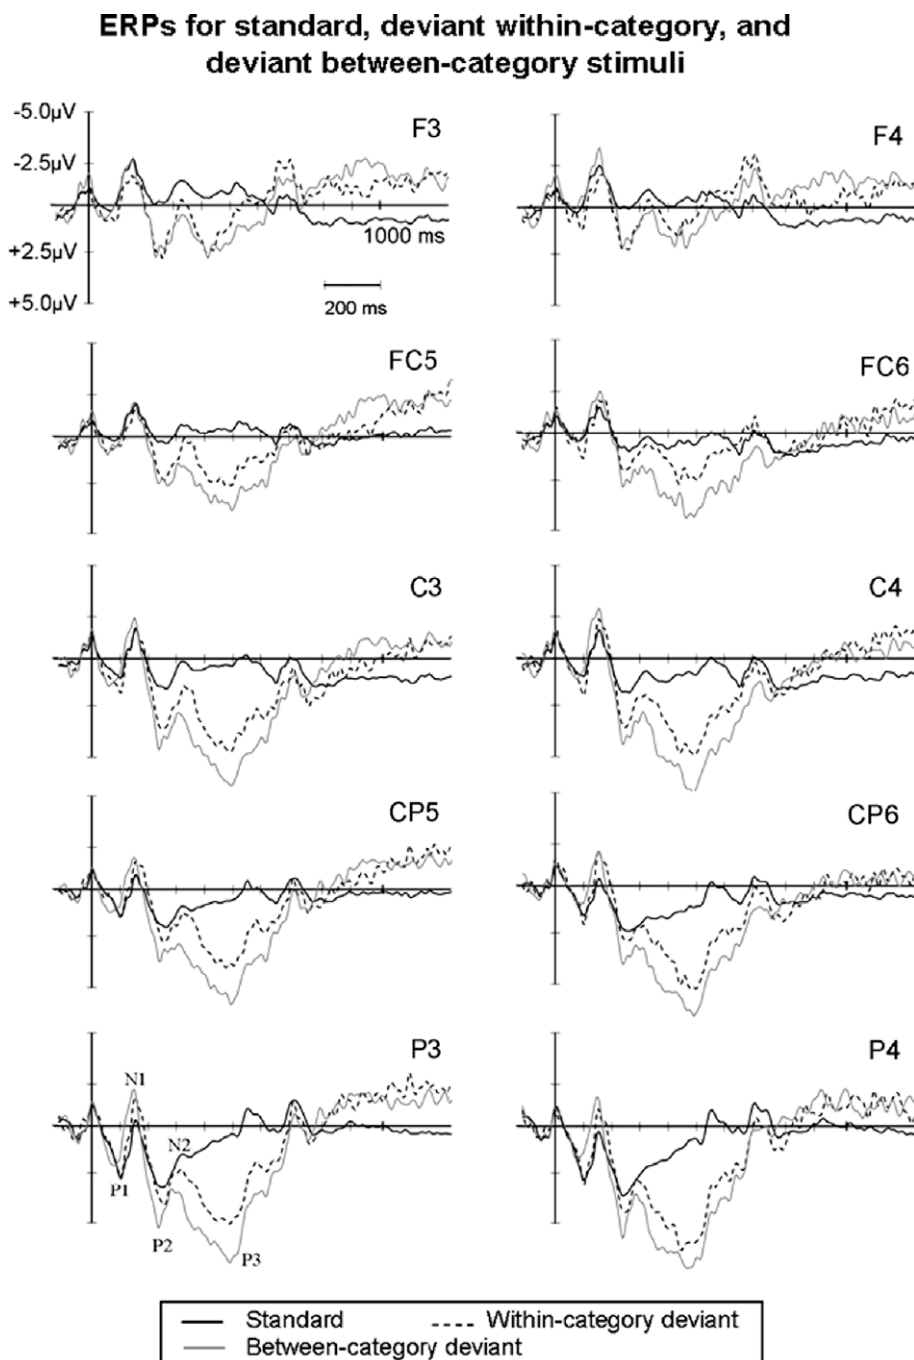 ERPs for standard, deviant within-category, and
deviant between-category stimuli
-5.0µV
F3
F4
-2.5µV
1000 ms
+2.5µV
+5.0µV
200 ms
FC5
FC6
C3
C4
CP5
CP6
P3
P4
N1
N2
P1
P2
P3
Standard
Within-category deviant
Between-category deviant